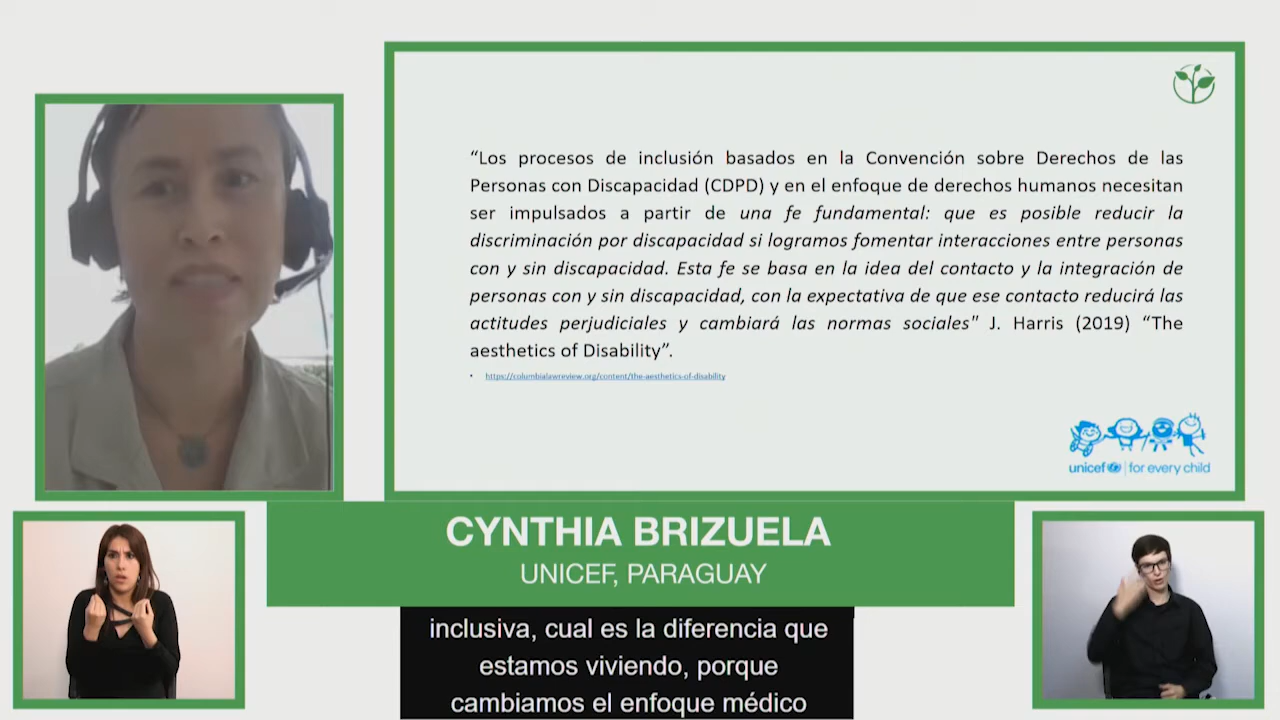 “Los procesos de inclusión basados en la Convención sobre Derechos de las
Personas con Discapacidad (CDPD) y en el enfoque de derechos humanos necesitan
ser impulsados a partir de una fe fundamental: que es posible reducir la
discriminación por discapacidad si logramos fomentar interacciones entre personas
con y sin discapacidad. Esta fe se basa en la idea del contacto y la integración de
personas con y sin discapacidad, con la expectativa de que ese contacto reducirá las
actitudes perjudiciales y cambiará las normas sociales" J. Harris (2019) “The
aesthetics of Disability”.
• https://columbialawreview.org/content/the-aesthetics-of-disability
unicef | for every child
CYNTHIA BRIZUELA
UNICEF, PARAGUAY
inclusiva, cual es la diferencia que
estamos viviendo, porque
cambiamos el enfoque médico